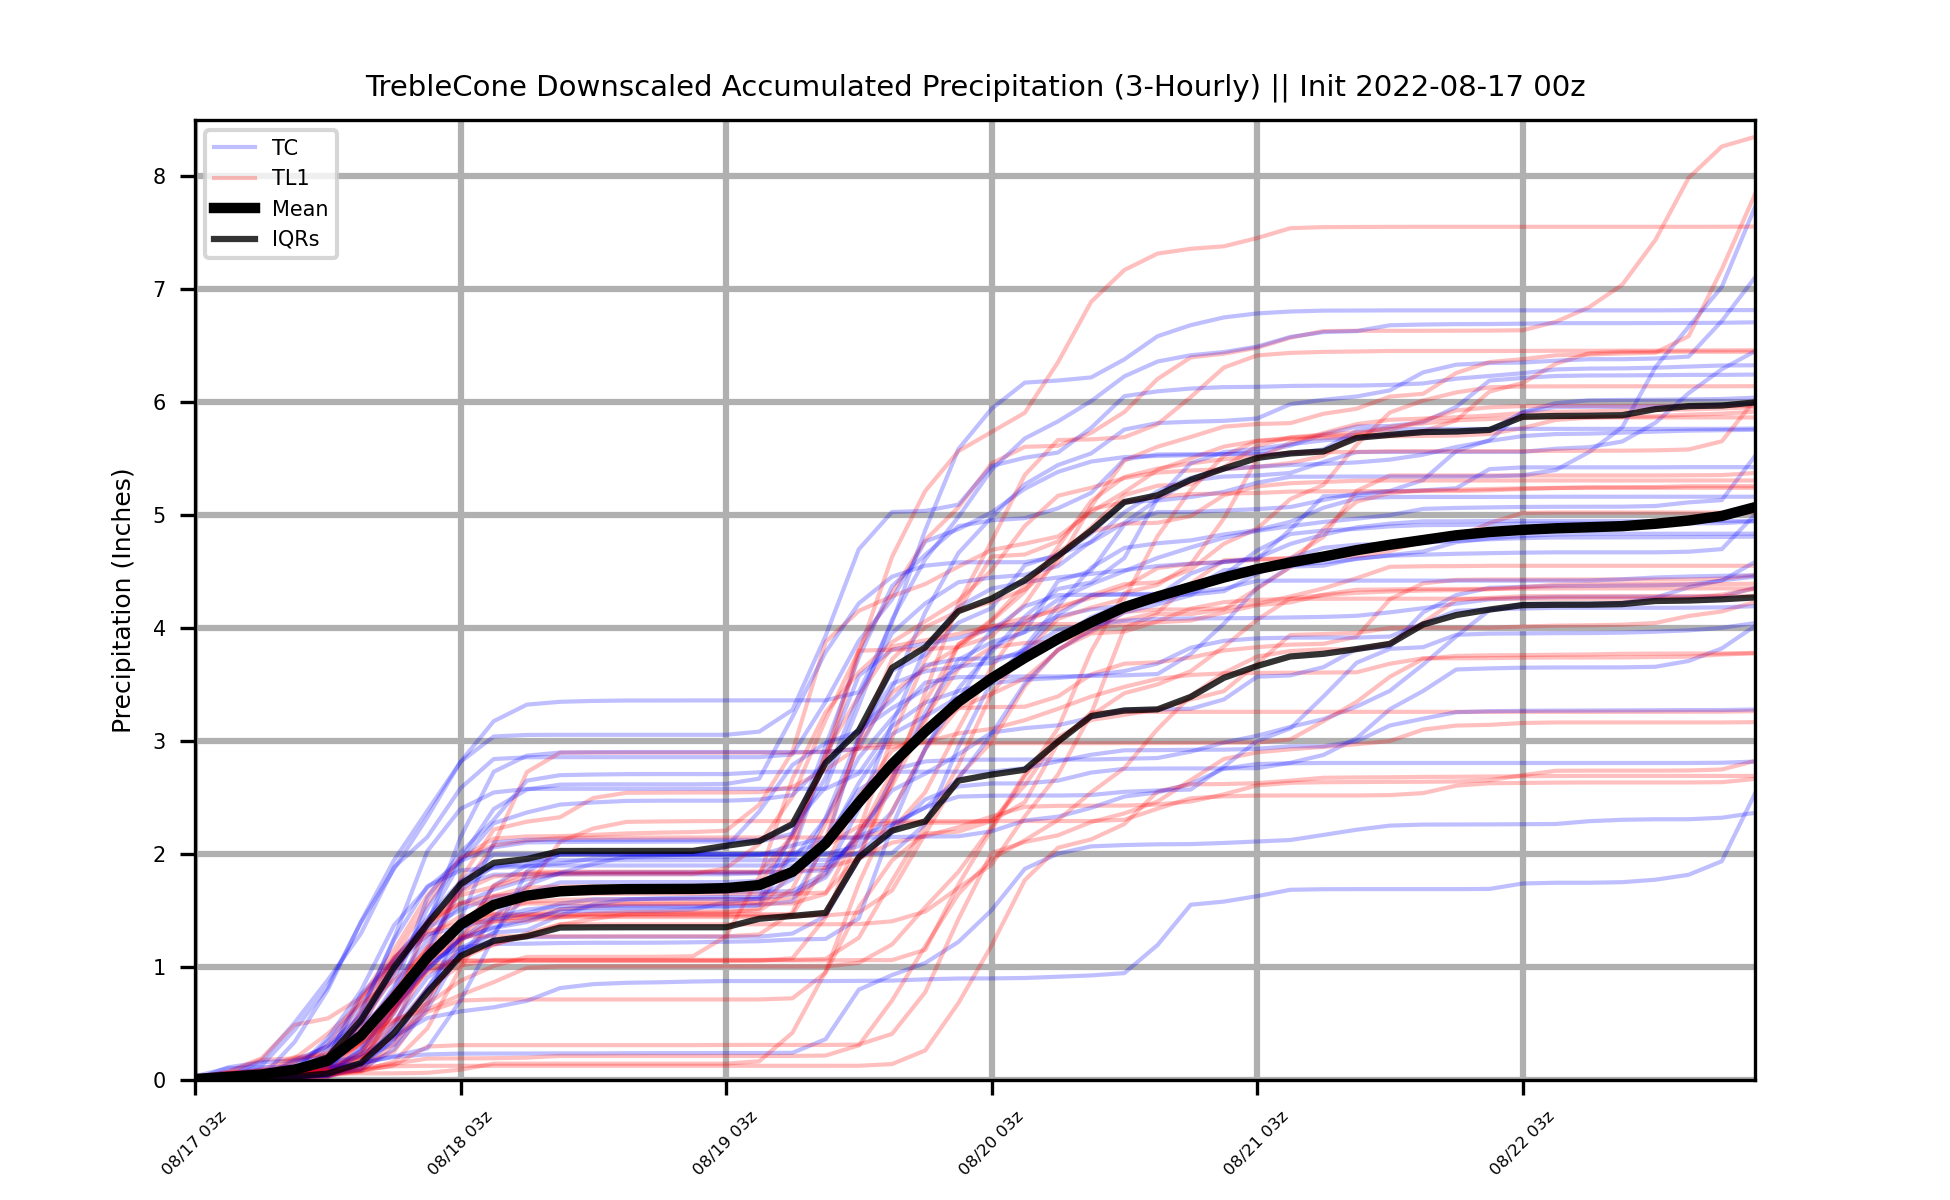 TrebleCone Downscaled Accumulated Precipitation (3-Hourly) || Init 2022-08-17 00z
TC
TL1
Mean
IQRs
Precipitation (Inches)
8
7
6
5
4
3
2
1
0
08/17 03z
08/18 03z
08/19 03z
08/20 03z
08/21 03z
08/22 03z